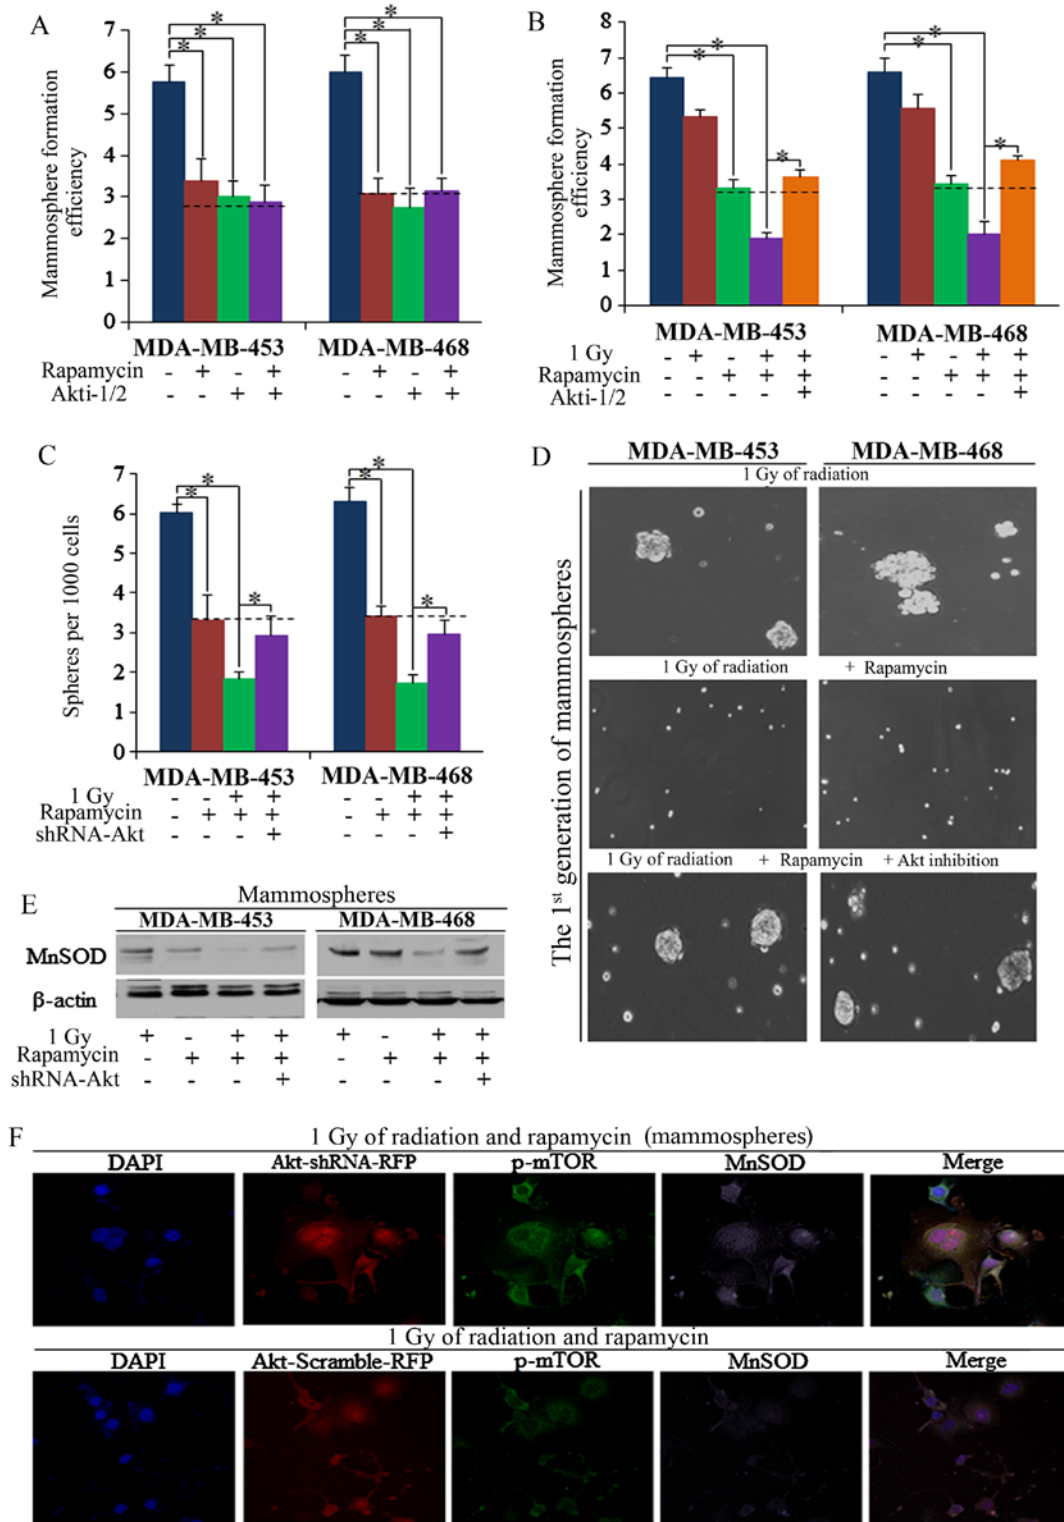 A
Mammosphere formation
efficiency
7
6
5
4
3
2
1
0
* * * * * *
MDA-MB-453 MDA-MB-468
Rapamycin - + - + - + - +
Akti-1/2 - - + + - - + +
B
Mammosphere formation
efficiency
8
7
6
5
4
3
2
1
0
* * * * * *
MDA-MB-453 MDA-MB-468
1 Gy - + - + + - + - + +
Rapamycin - - + + + - - + + +
Akti-1/2 - - - - + - - - - +
C
Spheres per 1000 cells
7
6
5
4
3
2
1
0
* * * * * *
MDA-MB-453 MDA-MB-468
1 Gy - - + + - - + +
Rapamycin - + + + - + + +
shRNA-Akt - - - + - - - +
D
MDA-MB-453 MDA-MB-468
The 1st generation of mammospheres
1 Gy of radiation
1 Gy of radiation + Rapamycin
1 Gy of radiation + Rapamycin + Akt inhibition
E
Mammospheres
MDA-MB-453 MDA-MB-468
MnSOD
β-actin
1 Gy + - + + + - + +
Rapamycin - + + + - + + +
shRNA-Akt - - - + - - - +
F
1 Gy of radiation and rapamycin (mammospheres)
DAPI Akt-shRNA-RFP p-mTOR MnSOD Merge
1 Gy of radiation and rapamycin
DAPI Akt-Scramble-RFP p-mTOR MnSOD Merge